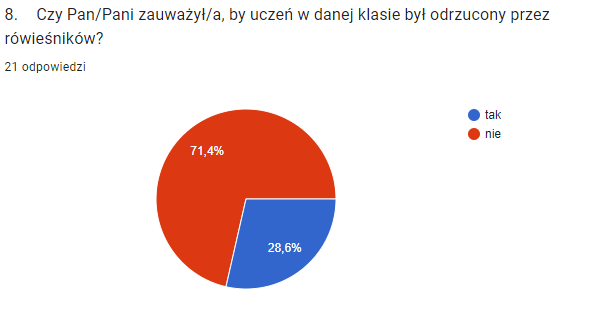 8. Czy Pan/Pani zauważył/a, by uczeń w danej klasie był odrzucony przez
rówieśników?
21 odpowiedzi
tak
nie
71,4%
28,6%